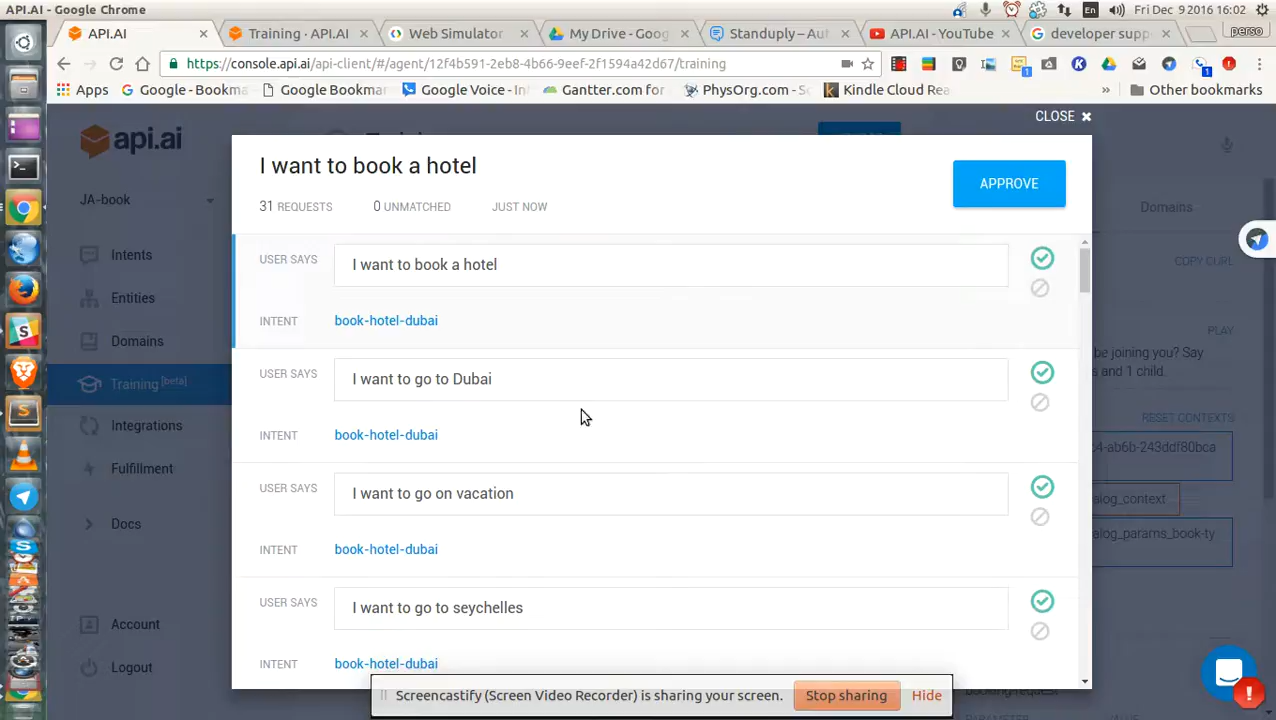 API.AI - Google Chrome
En
Fri Dec 9 2016 16:02
API.AI
Training · API.AI
Web Simulator
My Drive - Goog
Standuply – Aut
API.AI - YouTube
developer supp
perso
https://console.api.ai/api-client/#/agent/12f4b591-2eb8-4b66-9eef-2f1594a42d67/training
Apps
Google - Bookma
Google Bookmar
Google Voice - In
Gantter.com for
PhysOrg.com - Sc
Kindle Cloud Rea
»
Other bookmarks
CLOSE
api.ai
JA-book
Intents
Entities
Domains
Training [beta]
Integrations
Fulfillment
Docs
Account
Logout
I want to book a hotel
APPROVE
31 REQUESTS
0 UNMATCHED
JUST NOW
USER SAYS
I want to book a hotel
INTENT
book-hotel-dubai
USER SAYS
I want to go to Dubai
INTENT
book-hotel-dubai
USER SAYS
I want to go on vacation
INTENT
book-hotel-dubai
USER SAYS
I want to go to seychelles
INTENT
book-hotel-dubai
Domains
COPY CURL
PLAY
be joining you? Say
s and 1 child.
RESET CONTEXTS
c4-ab6b-243ddf80bca
alog_context
dialog_params_book-ty
Screencastify (Screen Video Recorder) is sharing your screen.
Stop sharing
Hide